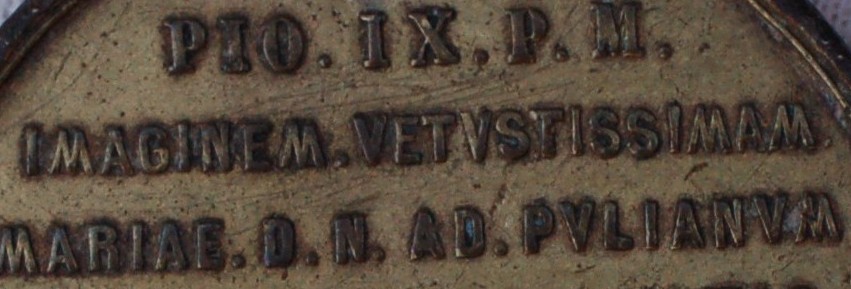 PIO.IX.P.M.
IMAGINEM.VETVSTISSIMAM.
MARIAE.D.N.AD.PVLIANVM